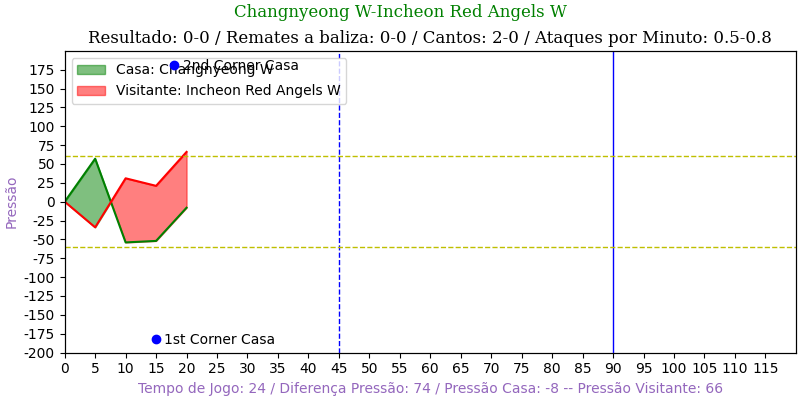 Changnyeong W-Incheon Red Angels W
Resultado: 0-0 / Remates a baliza: 0-0 / Cantos: 2-0 / Ataques por Minuto: 0.5-0.8
2nd Corner Casa
Casa: Changnyeong W
Visitante: Incheon Red Angels W
Pressão
175
150
125
100
75
50
25
0
-25
-50
-75
-100
-125
-150
-175
-200
1st Corner Casa
0 5 10 15 20 25 30 35 40 45 50 55 60 65 70 75 80 85 90 95 100 105 110 115
Tempo de Jogo: 24 / Diferença Pressão: 74 / Pressão Casa: -8 -- Pressão Visitante: 66